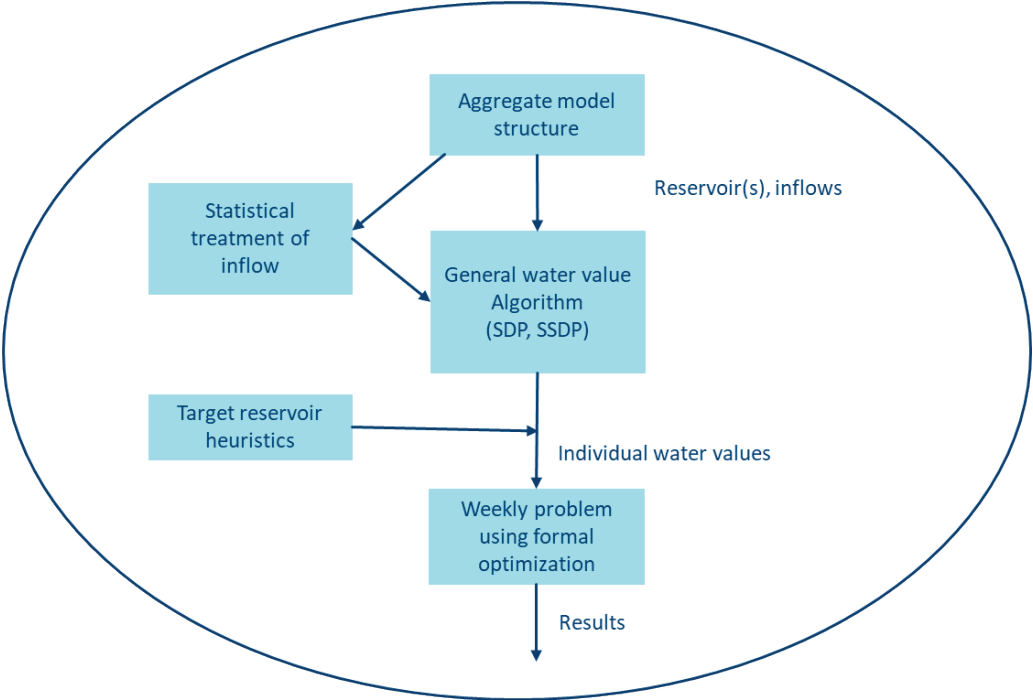 Aggregate model
structure
Reservoir(s), inflows
Statistical
treatment of
inflow
General water value
Algorithm
(SDP, SSDP)
Target reservoir
heuristics
Individual water values
Weekly problem
using formal
optimization
Results